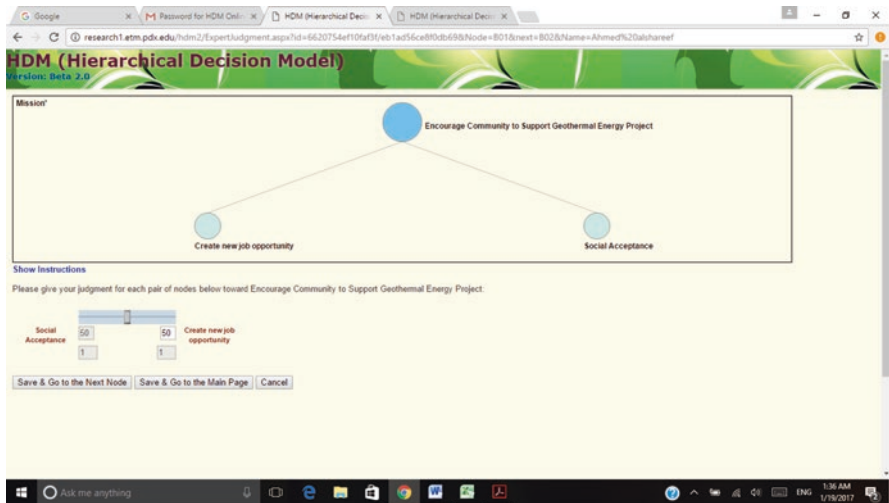 Google
Password for HDM Onlin
HDM (Hierarchical Decis
HDM (Hierarchical Decis
research1.etm.pdx.edu/hdm2/ExpertJudgment.aspx?id=6620754ef10faf3f/eb1ad56ce8f0db69&Node=B01&next=B02&Name=Ahmed%20alshareef
HDM (Hierarchical Decision Model)
Version: Beta 2.0
Mission'
Encourage Community to Support Geothermal Energy Project
Create new job opportunity
Social Acceptance
Show Instructions
Please give your judgment for each pair of nodes below toward Encourage Community to Support Geothermal Energy Project:
Social
Acceptance
50
50
Create new job
opportunity
1
1
Save & Go to the Next Node
Save & Go to the Main Page
Cancel
Ask me anything
ENG
1:36 AM
1/19/2017